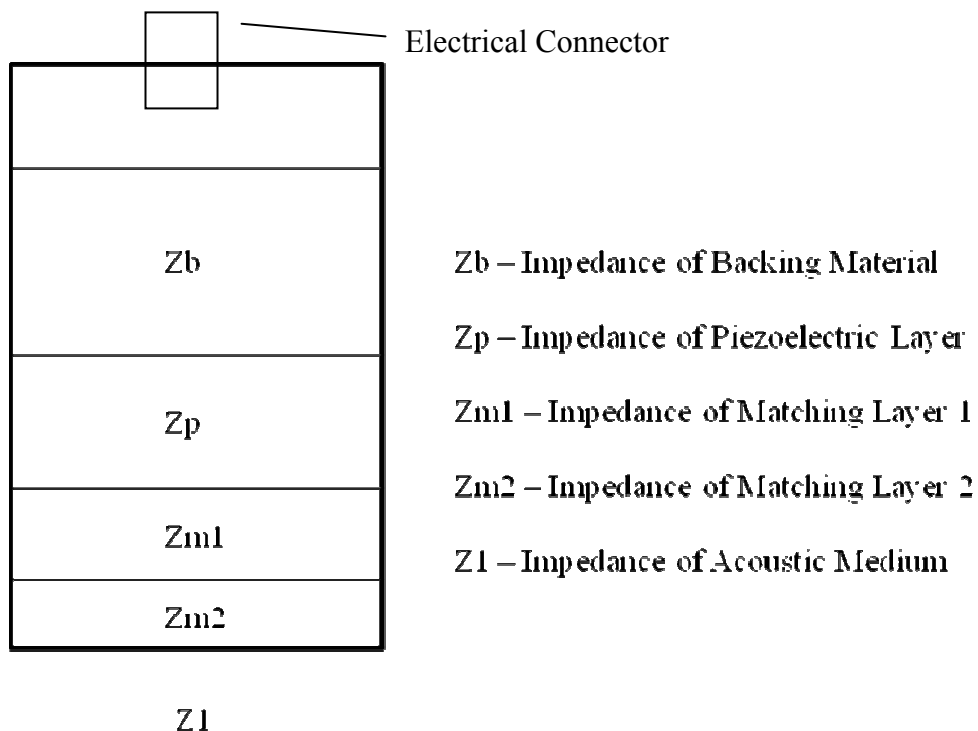 Electrical Connector
Zb
Zb – Impedance of Backing Material
Zp – Impedance of Piezoelectric Layer
Zp
Zm1 – Impedance of Matching Layer 1
Zm2 – Impedance of Matching Layer 2
Zm1
Z1 – Impedance of Acoustic Medium
Zm2
Z1